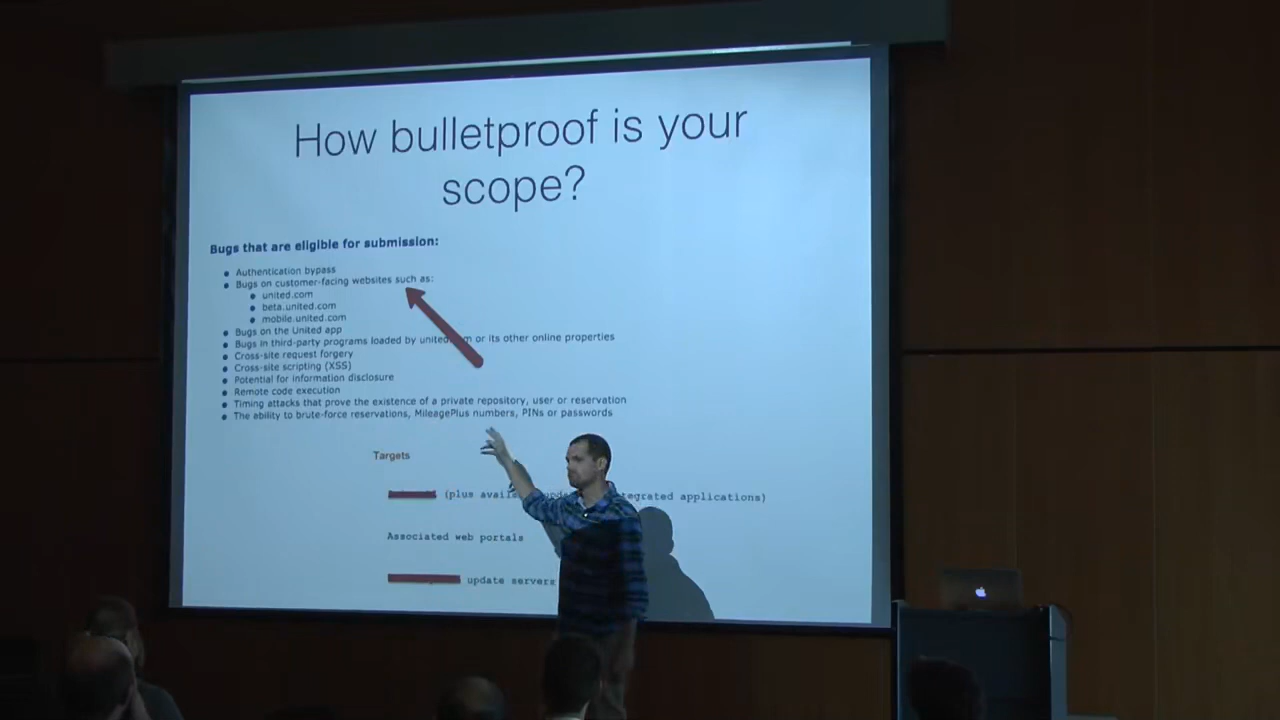 How bulletproof is your
scope?
Bugs that are eligible for submission:
Authentication bypass
Bugs on customer-facing websites such as:
united.com
beta.united.com
mobile.united.com
Bugs on the United app
Bugs in third-party programs loaded by united m or its other online properties
Cross-site request forgery
Cross-site scripting (XSS)
Potential for information disclosure
Remote code execution
Timing attacks that prove the existence of a private repository, user or reservation
The ability to brute-force reservations, MileagePlus numbers, PINs or passwords
Targets
(plus avail upd tegrated applications)
Associated web portals
update servers